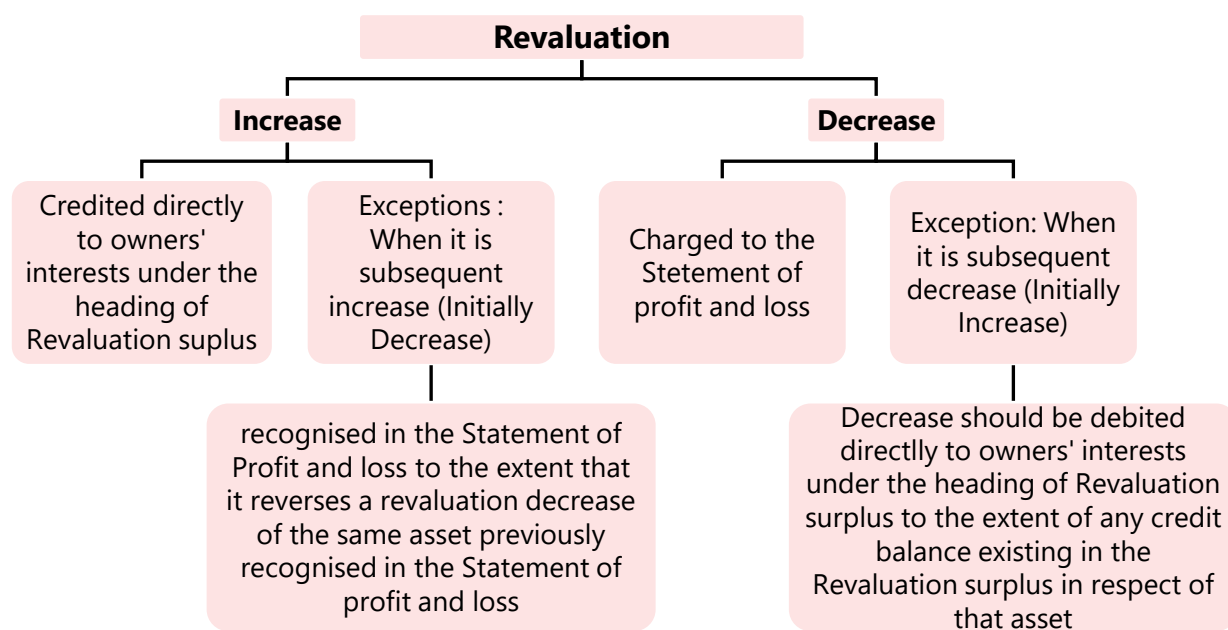 Revaluation
Increase
Decrease
Credited directly
to owners'
interests under the
heading of
Revaluation suplus
Exceptions :
When it is
subsequent
increase (Initially
Decrease)
Charged to the
Stetement of
profit and loss
Exception: When
it is subsequent
decrease (Initially
Increase)
recognised in the Statement of
Profit and loss to the extent that
it reverses a revaluation decrease
of the same asset previously
recognised in the Statement of
profit and loss
Decrease should be debited
directlly to owners' interests
under the heading of Revaluation
surplus to the extent of any credit
balance existing in the
Revaluation surplus in respect of
that asset